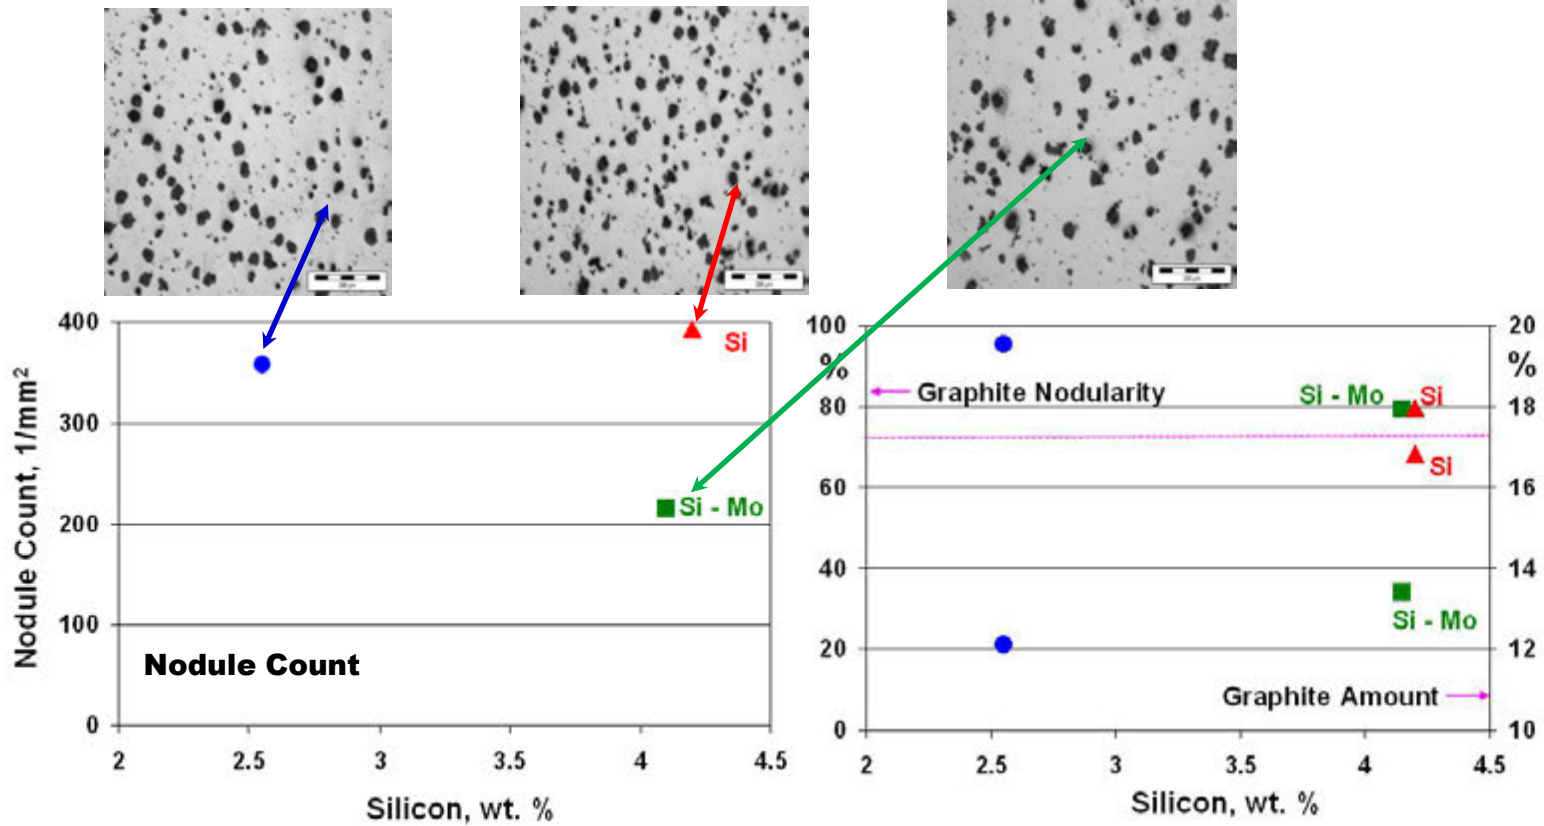 400
300
200
100
0
2
2.5
3
3.5
4
4.5
Nodule Count, 1/mm²
Silicon, wt. %
Nodule Count
Si
Si - Mo
100
80
60
40
20
0
%
Graphite Nodularity
Si - Mo
Si
Si
Si - Mo
Graphite Amount
20
%
18
16
14
12
10
2
2.5
3
3.5
4
4.5
Silicon, wt. %